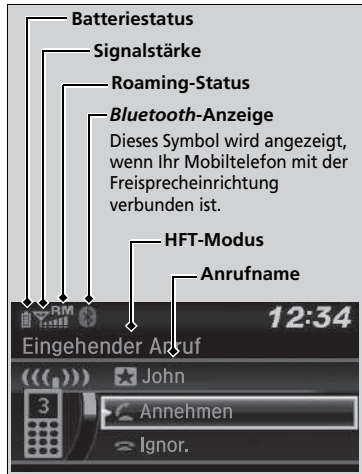 Batteriestatus
Signalstärke
Roaming-Status
Bluetooth-Anzeige
Dieses Symbol wird angezeigt,
wenn Ihr Mobiltelefon mit der
Freisprecheinrichtung
verbunden ist.
HFT-Modus
Anrufname
RM
12:34
Eingehender Anruf
John
3
Annehmen
Ignor.